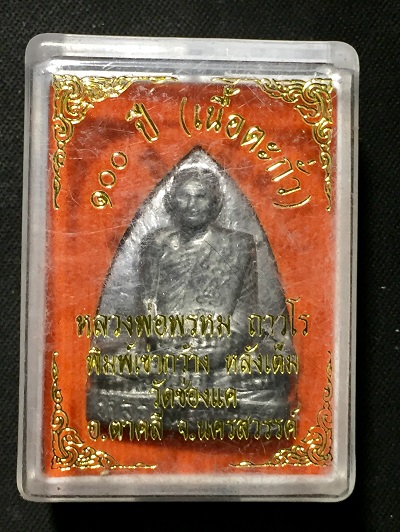 ๑๐๐ ปี (เนื้อตะกั่ว)
หลวงพ่อพรหม ถาวโร
พิมพ์เข่ากว้าง หลังเต็ม
วัดช่องแค
อ.ตาคลี จ.นครสวรรค์